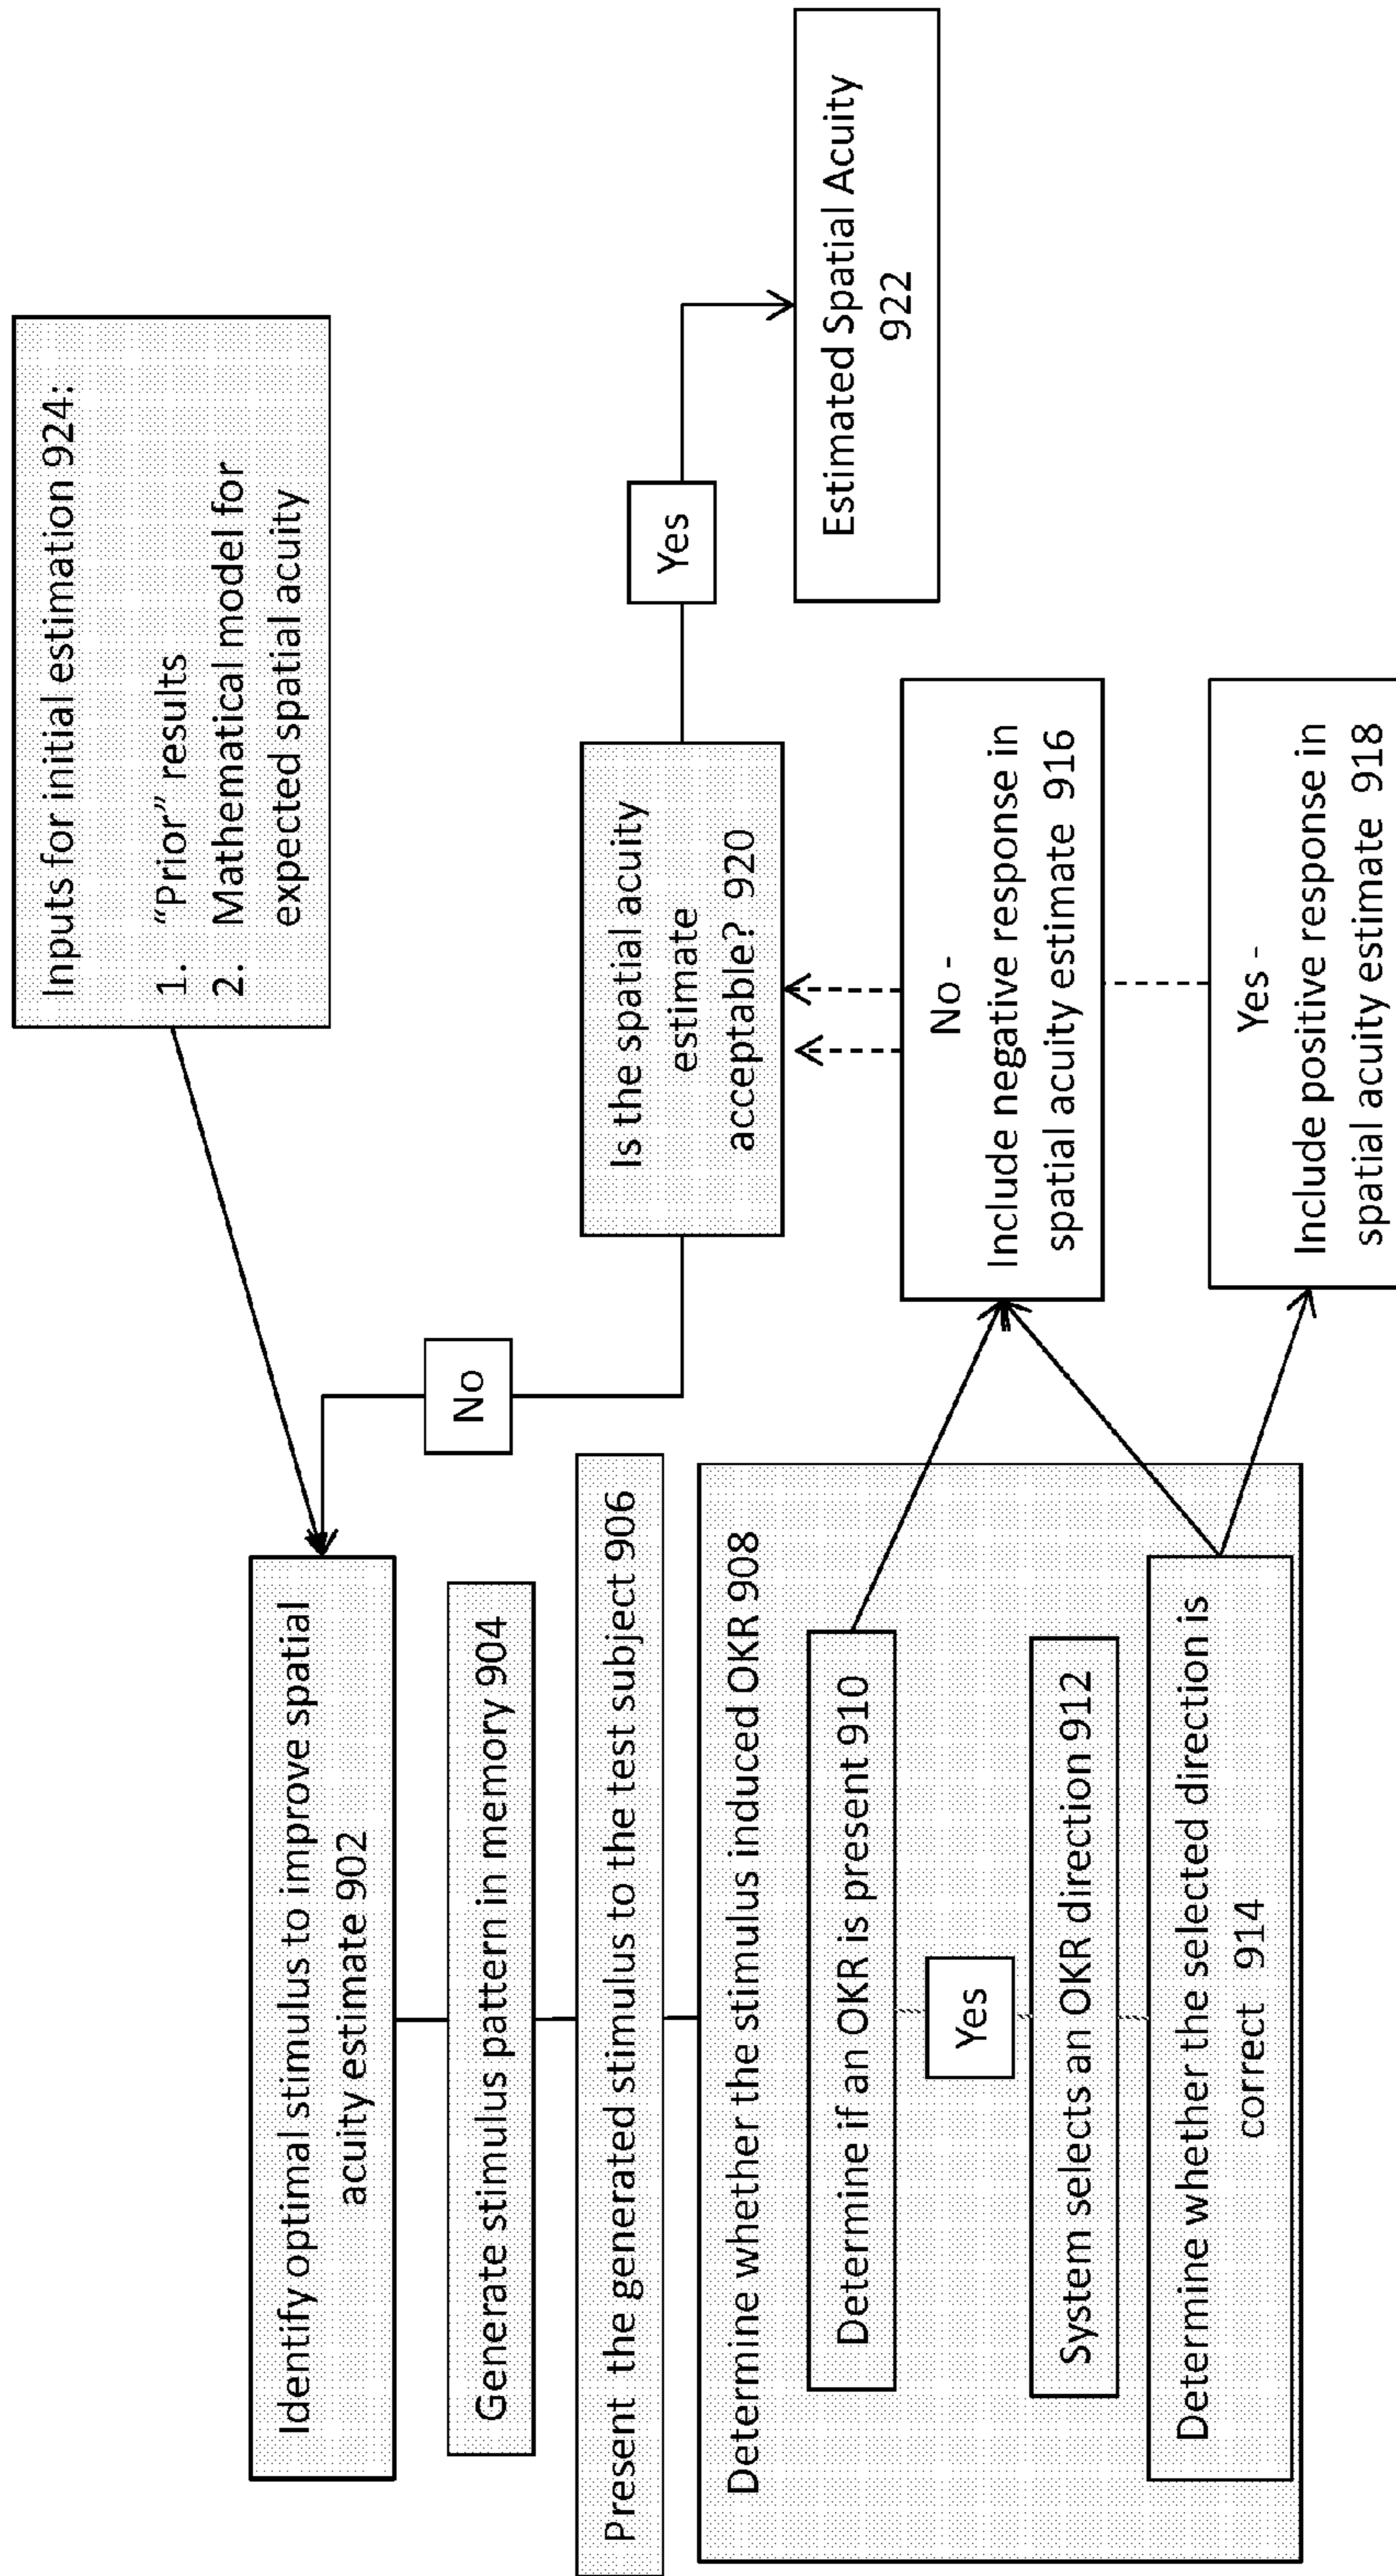 Inputs for initial estimation 924:
1. "Prior" results
2. Mathematical model for
expected spatial acuity
Identify optimal stimulus to improve spatial
acuity estimate 902
Generate stimulus pattern in memory 904
Present the generated stimulus to the test subject 906
Determine whether the stimulus induced OKR 908
Determine if an OKR is present 910
Yes
System selects an OKR direction 912
Determine whether the selected direction is
correct 914
No
Is the spatial acuity
estimate
acceptable? 920
No -
Include negative response in
spatial acuity estimate 916
Yes -
Include positive response in
spatial acuity estimate 918
Yes
Estimated Spatial Acuity
922